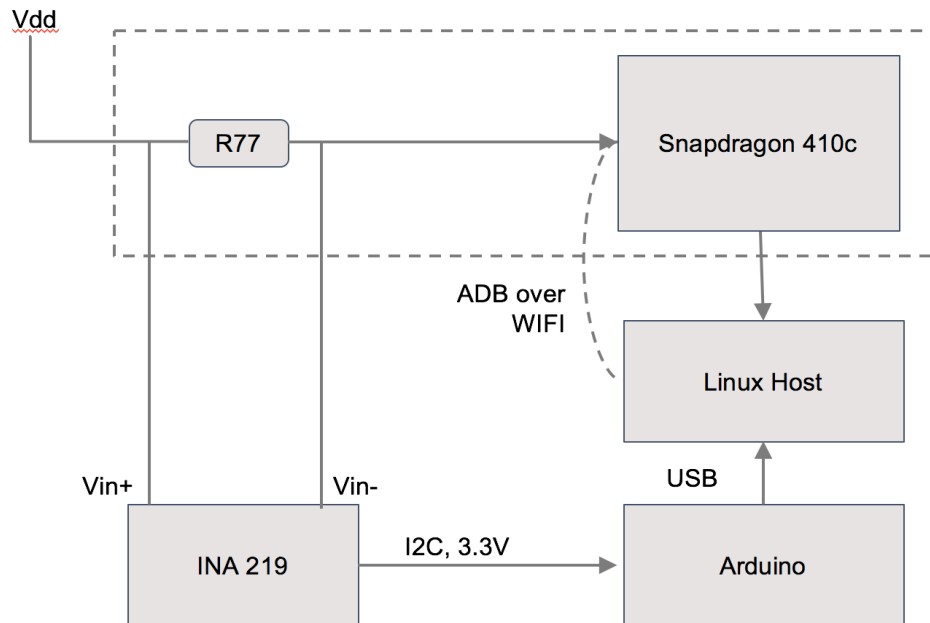 Vdd
R77
Snapdragon 410c
ADB over
WIFI
Linux Host
Vin+
Vin-
USB
INA 219
I2C, 3.3V
Arduino